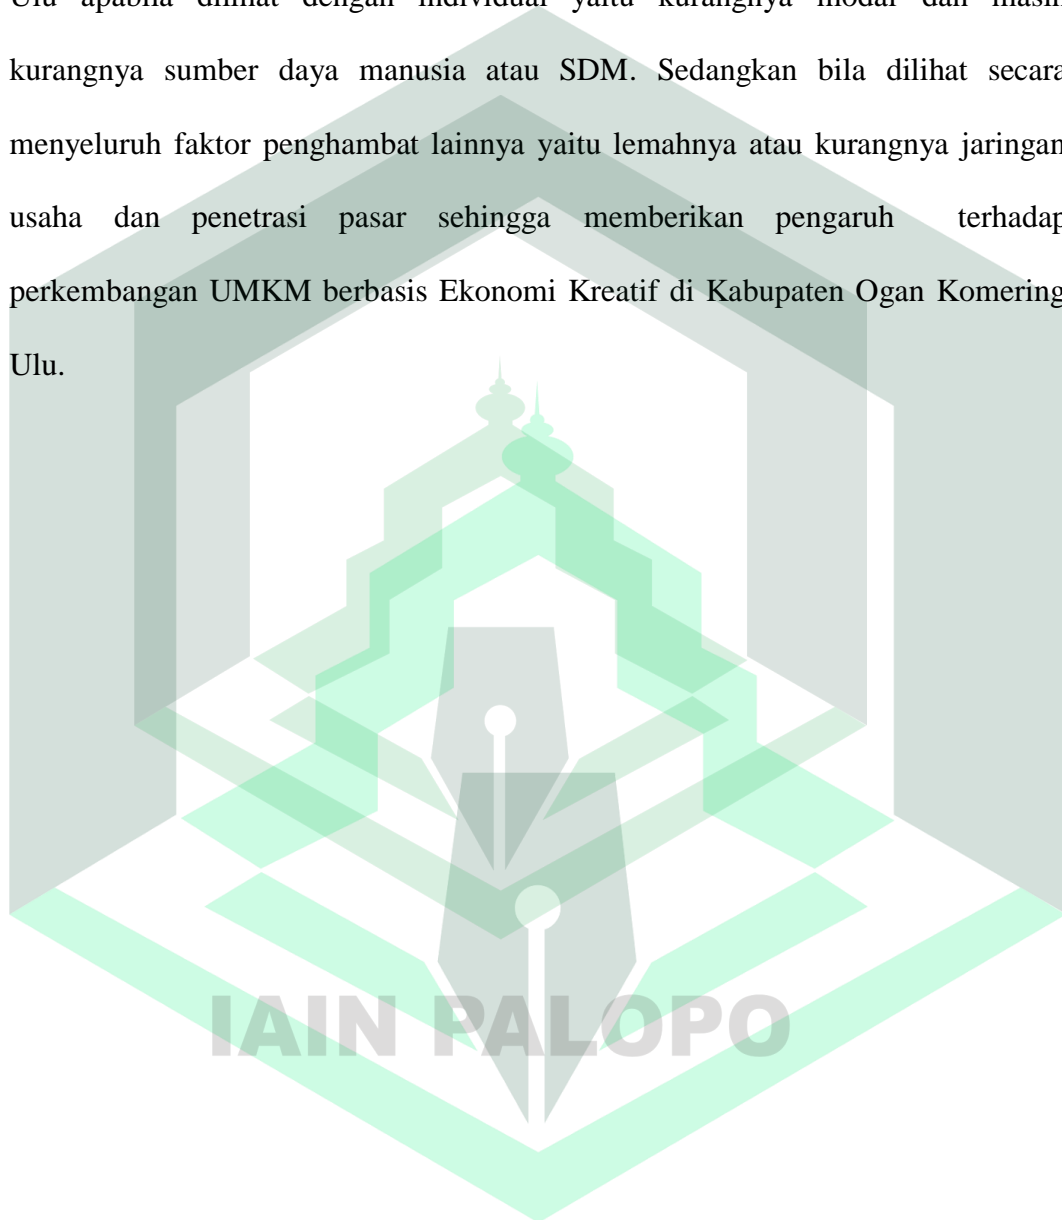 Ulu apabila dilihat dengan individual yaitu kurangnya modal dan masih
kurangnya sumber daya manusia atau SDM. Sedangkan bila dilihat secara
menyeluruh faktor penghambat lainnya yaitu lemahnya atau kurangnya jaringan
usaha dan penetrasi pasar sehingga memberikan pengaruh terhadap
perkembangan UMKM berbasis Ekonomi Kreatif di Kabupaten Ogan Komering
Ulu.
IAIN PALOPO